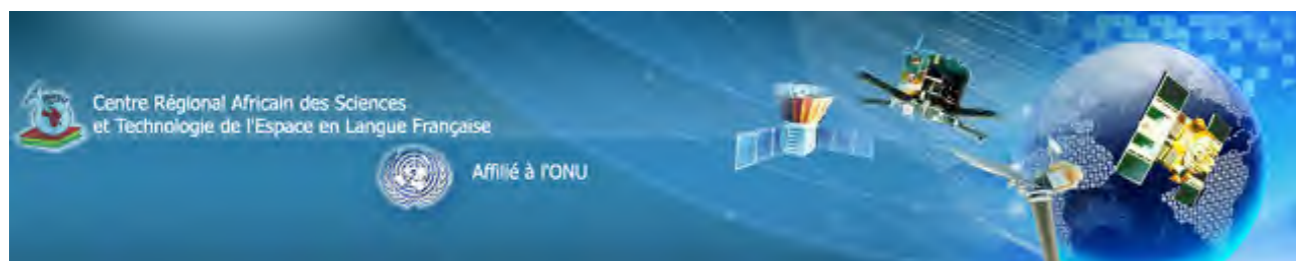 Centre Régional Africain des Sciences
et Technologie de l'Espace en Langue Française
Affilié à l'ONU